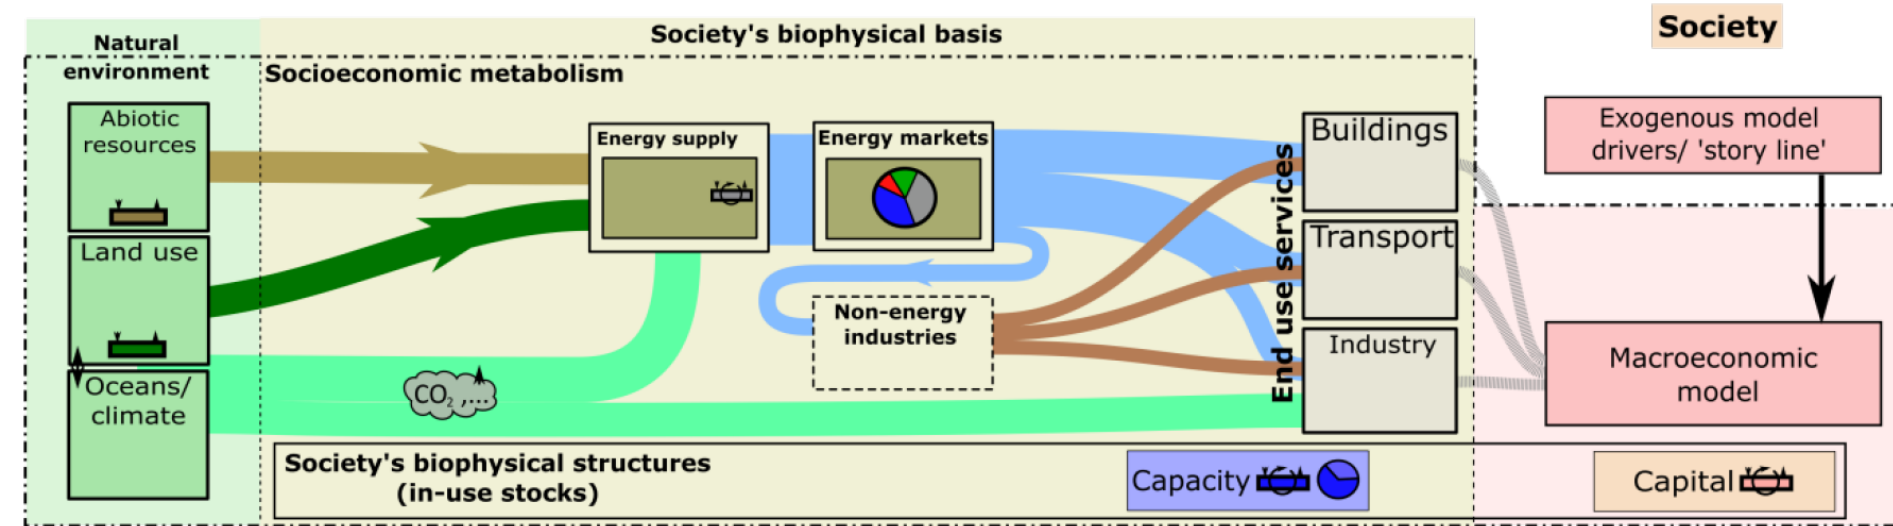 Society's biophysical basis
Society
Natural
environment
Socioeconomic metabolism
Abiotic
resources
Land use
Oceans/
climate
Energy supply
Energy markets
Non-energy
industries
CO₂ ,...
End use services
Buildings
Transport
Industry
Exogenous model
drivers/ 'story line'
Macroeconomic
model
Society's biophysical structures
(in-use stocks)
Capacity
Capital